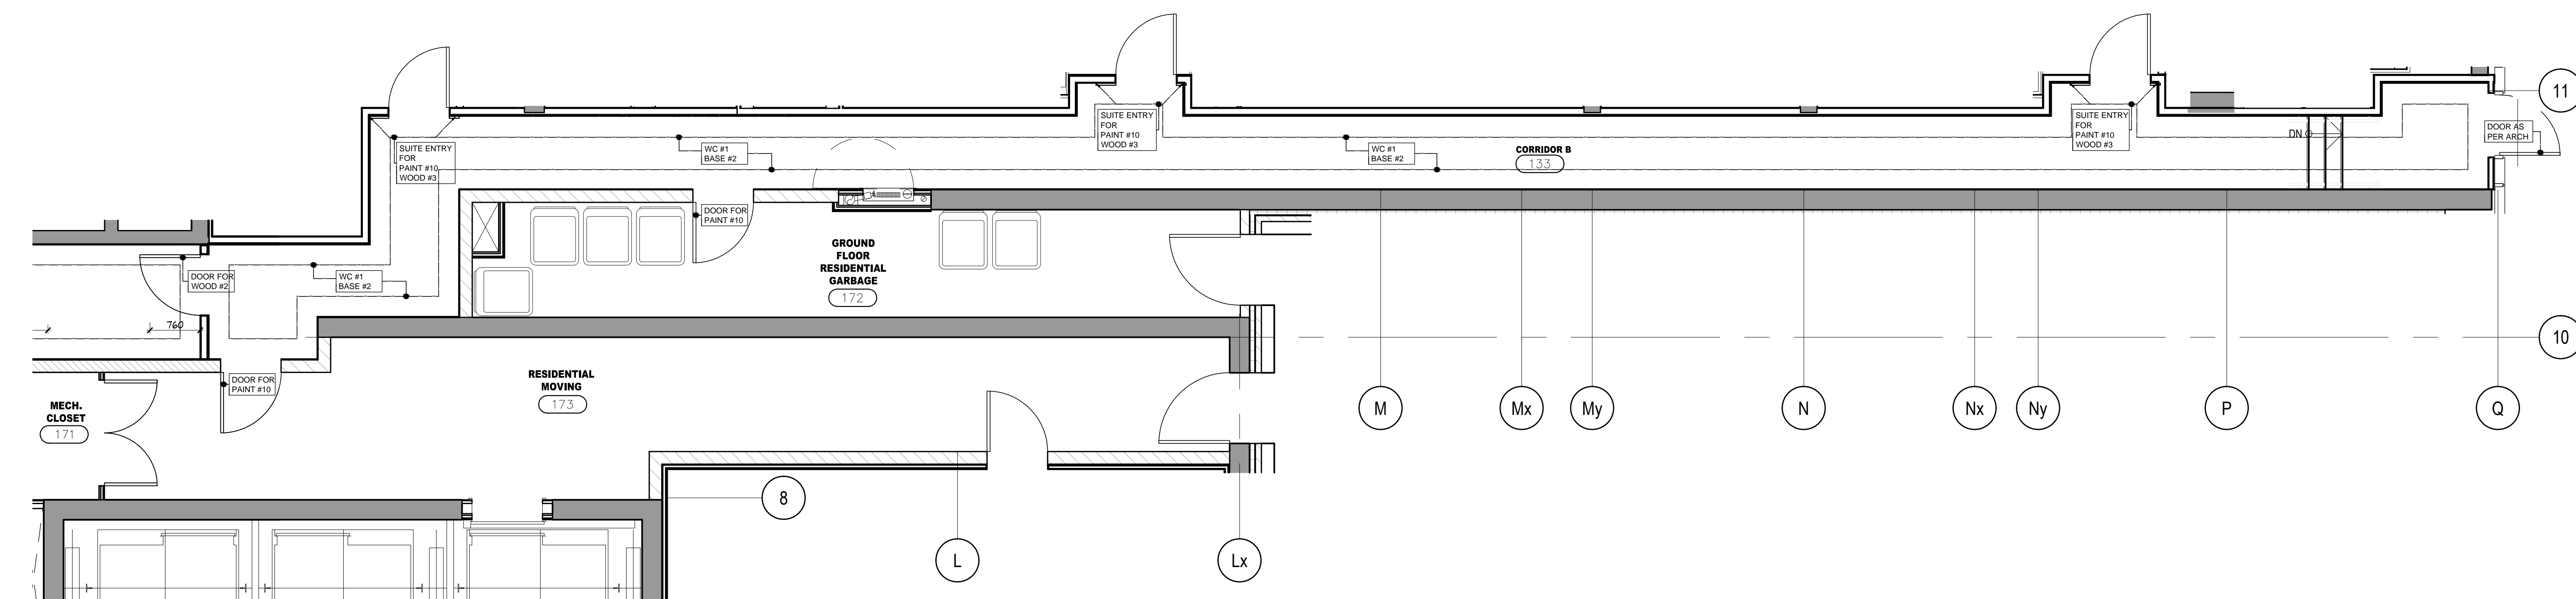 11
SUITE ENTRY
FOR
PAINT #10
WOOD #3
SUITE ENTRY
FOR
PAINT #10
WOOD #3
DOOR AS
PER ARCH
DN
SUITE ENTRY
FOR
PAINT #10
WOOD #3
WC #1
BASE #2
WC #1
BASE #2
CORRIDOR B
133
DOOR FOR
PAINT #10
GROUND
FLOOR
RESIDENTIAL
GARBAGE
172
DOOR FOR
WOOD #2
WC #1
BASE #2
760
10
DOOR FOR
PAINT #10
RESIDENTIAL
MOVING
173
MECH.
CLOSET
171
M
Mx
My
N
Nx
Ny
P
Q
8
L
Lx